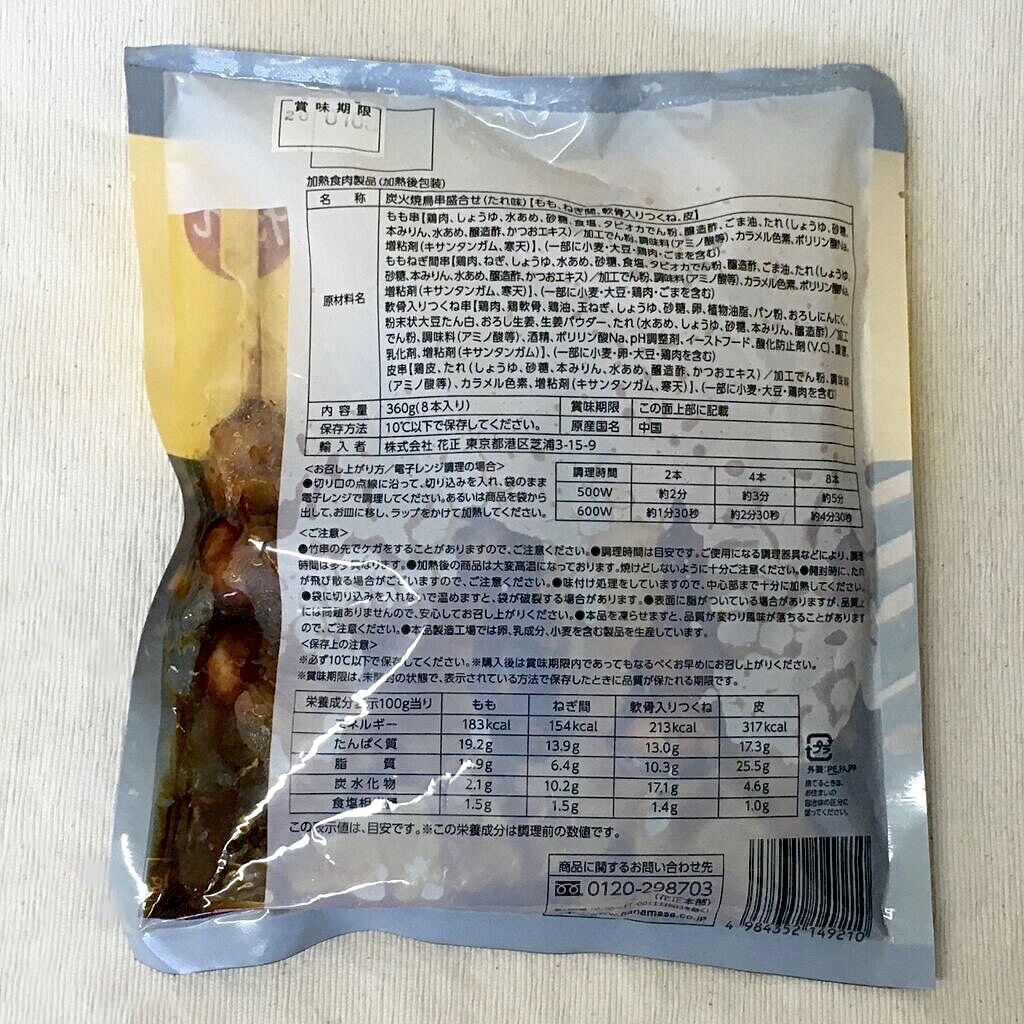 賞味期限
加熱食肉製品(加熱後包装)
名 称 炭火焼鳥串盛合せ(たれ味)【もも、ねぎ間、軟骨入りつくね、皮】
原材料名
もも串【鶏肉、しょうゆ、水あめ、砂糖、食塩、タピオカでん粉、醸造酢、ごま油、たれ(しょうゆ、砂糖、
本みりん、水あめ、醸造酢、かつおエキス)/加工でん粉、調味料(アミノ酸等)、カラメル色素、ポリリン酸Na、
増粘剤(キサンタンガム、寒天)】、(一部に小麦・大豆・鶏肉・ごまを含む)
ももねぎ間串【鶏肉、ねぎ、しょうゆ、水あめ、砂糖、食塩、タピオカでん粉、醸造酢、ごま油、たれ(しょうゆ、
砂糖、本みりん、水あめ、醸造酢、かつおエキス)/加工でん粉、調味料(アミノ酸等)、カラメル色素、ポリリン酸Na、
増粘剤(キサンタンガム、寒天)】、(一部に小麦・大豆・鶏肉・ごまを含む)
軟骨入りつくね串【鶏肉、鶏軟骨、鶏油、玉ねぎ、しょうゆ、砂糖、卵、植物油脂、パン粉、おろしにんにく、
粉末状大豆たん白、おろし生姜、生姜パウダー、たれ(水あめ、しょうゆ、砂糖、本みりん、醸造酢)/加工
でん粉、調味料(アミノ酸等)、酒精、ポリリン酸Na、pH調整剤、イーストフード、酸化防止剤(V.C)、
乳化剤、増粘剤(キサンタンガム)】、(一部に小麦・卵・大豆・鶏肉を含む)
皮串【鶏皮、たれ(しょうゆ、砂糖、本みりん、水あめ、醸造酢、かつおエキス)/加工でん粉、調味料
(アミノ酸等)、カラメル色素、増粘剤(キサンタンガム、寒天)】、(一部に小麦・大豆・鶏肉を含む)
内 容 量 360g(8本入り) 賞味期限 この面上部に記載
保存方法 10℃以下で保存してください。 原産国名 中国
輸 入 者 株式会社 花正 東京都港区芝浦3-15-9
<お召し上がり方/電子レンジ調理の場合>
●切り口の点線に沿って、切り込みを入れ、袋のまま
電子レンジで調理してください。あるいは商品を袋から
出して、お皿に移し、ラップをかけて加熱してください。
調理時間 2本 4本 8本
500W 約2分 約3分 約5分
600W 約1分30秒 約2分30秒 約4分30秒
<ご注意>
●竹串の先でケガをすることがありますので、ご注意ください。●調理時間は目安です。ご使用になる調理器具などにより、調理
時間は多少異なります。●加熱後の商品は大変高温になっております。焼けどしないように十分ご注意ください。●開封時に、たれ
が飛び散る場合がございますので、ご注意ください。●味付け処理をしていますので、中心部まで十分に加熱してください。
●袋に切り込みを入れないで温めますと、袋が破裂する場合があります。●表面に脂がついている場合がありますが、品質上
には問題ありませんので、安心してお召し上がりください。●本品を凍らせますと、品質が変わり風味が落ちることがあります
ので、ご注意ください。●本品製造工場では卵、乳成分、小麦を含む製品を生産しています。
<保存上の注意>
※必ず10℃以下で保存してください。※購入後は賞味期限内であってもなるべくお早めにお召し上がりください。
※賞味期限は、未開封の状態で、表示されている方法で保存したときに品質が保たれる期限です。
栄養成分表示100g当り もも ねぎ間 軟骨入りつくね 皮
エネルギー 183kcal 154kcal 213kcal 317kcal
たんぱく質 19.2g 13.9g 13.0g 17.3g
脂 質 6.4g 10.3g 25.5g
炭水化物 2.1g 10.2g 17.1g 4.6g
食塩相当量 1.5g 1.5g 1.4g 1.0g
この表示値は、目安です。※この栄養成分は調理前の数値です。
プラ
外装:PE,PA,PP
捨てるときは、
お住まいの
自治体の区分に
従ってください。
商品に関するお問い合わせ先
0120-298703
(花正本部)
www.hanamasa.co.jp
4 984352 149210